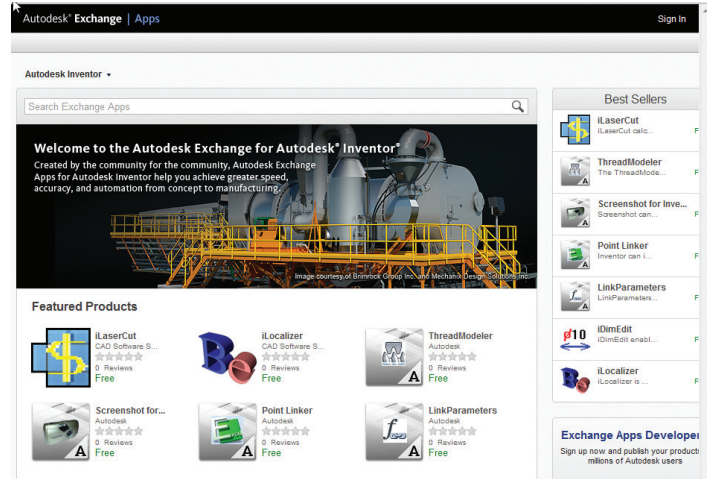 Autodesk® Exchange | Apps
Sign In
Autodesk Inventor
Search Exchange Apps
Welcome to the Autodesk Exchange for Autodesk® Inventor®
Created by the community for the community, Autodesk Exchange
Apps for Autodesk Inventor help you achieve greater speed,
accuracy, and automation from concept to manufacturing.
Image courtesy of Brimrock Group Inc. and Mechanix Design Solutions Inc.
Featured Products
iLaserCut
CAD Software S...
0 Reviews
Free
iLocalizer
CAD Software S...
0 Reviews
Free
ThreadModeler
Autodesk
0 Reviews
Free
Screenshot for...
Autodesk
0 Reviews
Free
Point Linker
Autodesk
0 Reviews
Free
LinkParameters
Autodesk
0 Reviews
Free
Best Sellers
iLaserCut
iLaserCut calc...
F
ThreadModeler
The ThreadMode...
F
Screenshot for Inve...
Screenshot can...
F
Point Linker
Inventor can i...
F
LinkParameters
LinkParameters...
F
iDimEdit
iDimEdit enabl...
F
iLocalizer
iLocalizer is ...
F
Exchange Apps Develope
Sign up now and publish your product
millions of Autodesk users